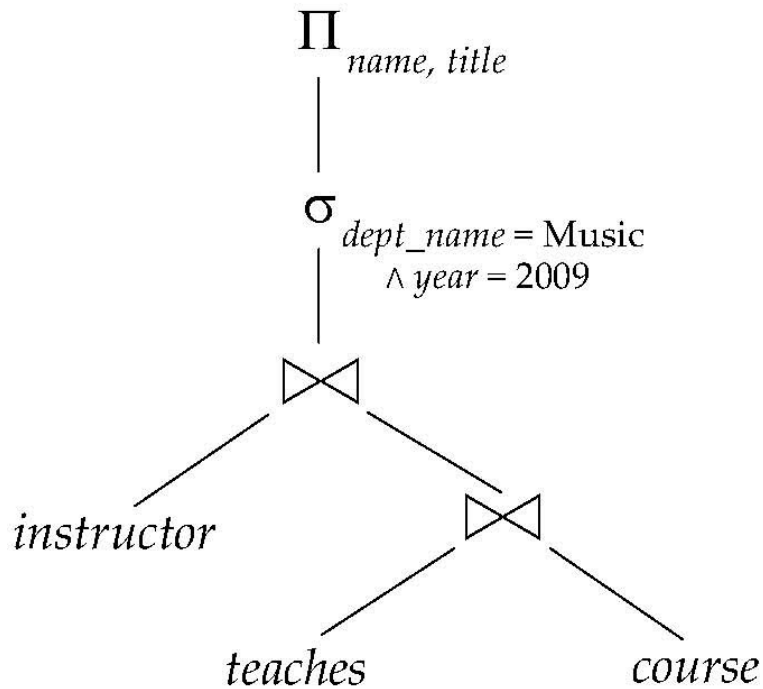 Π name, title
σ dept_name = Music
∧ year = 2009
⋈
instructor
⋈
teaches
course